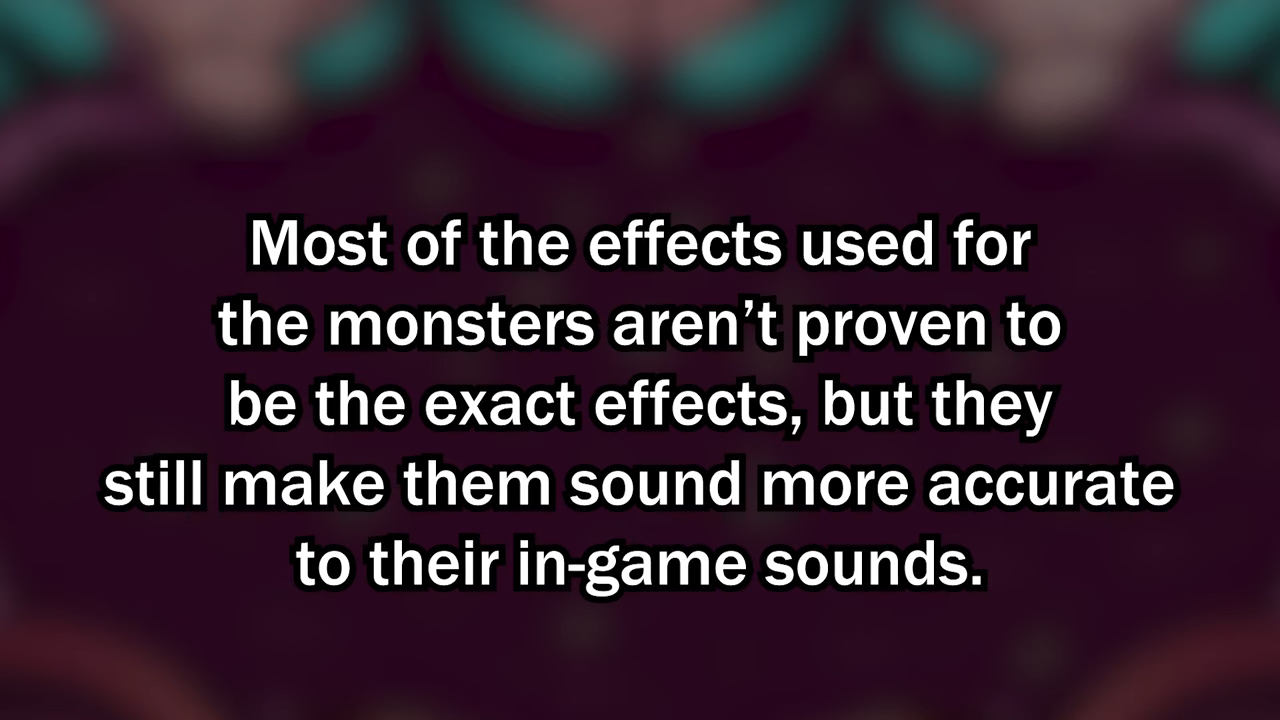 Most of the effects used for
the monsters aren’t proven to
be the exact effects, but they
still make them sound more accurate
to their in-game sounds.